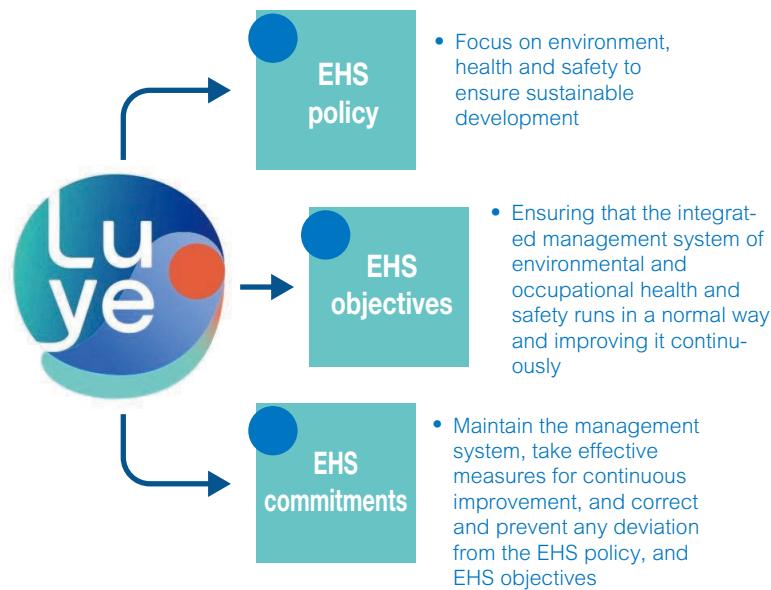 EHS
policy
• Focus on environment,
health and safety to
ensure sustainable
development
Lu
ye
EHS
objectives
• Ensuring that the integrat-
ed management system of
environmental and
occupational health and
safety runs in a normal way
and improving it continu-
ously
EHS
commitments
• Maintain the management
system, take effective
measures for continuous
improvement, and correct
and prevent any deviation
from the EHS policy, and
EHS objectives